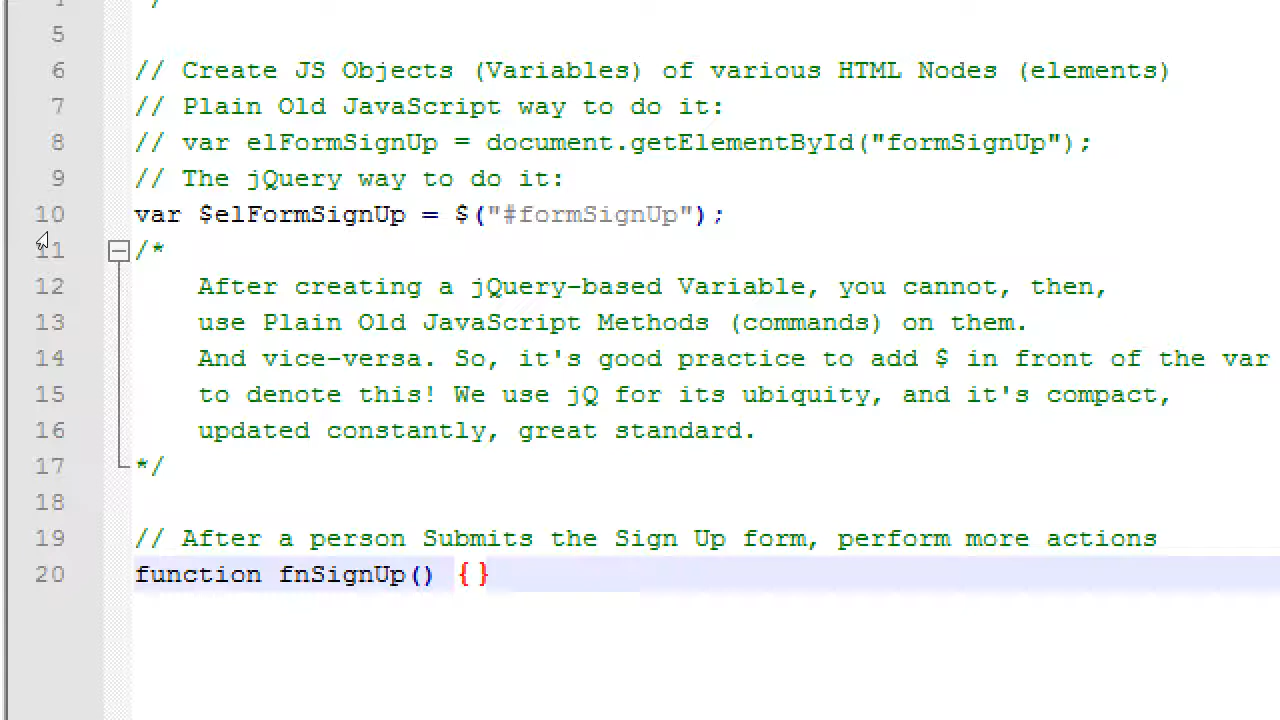 5
6 // Create JS Objects (Variables) of various HTML Nodes (elements)
7 // Plain Old JavaScript way to do it:
8 // var elFormSignUp = document.getElementById("formSignUp");
9 // The jQuery way to do it:
10 var $elFormSignUp = $("#formSignUp");
11 /*
12 After creating a jQuery-based Variable, you cannot, then,
13 use Plain Old JavaScript Methods (commands) on them.
14 And vice-versa. So, it's good practice to add $ in front of the var
15 to denote this! We use jQ for its ubiquity, and it's compact,
16 updated constantly, great standard.
17 */
18
19 // After a person Submits the Sign Up form, perform more actions
20 function fnSignUp() {}